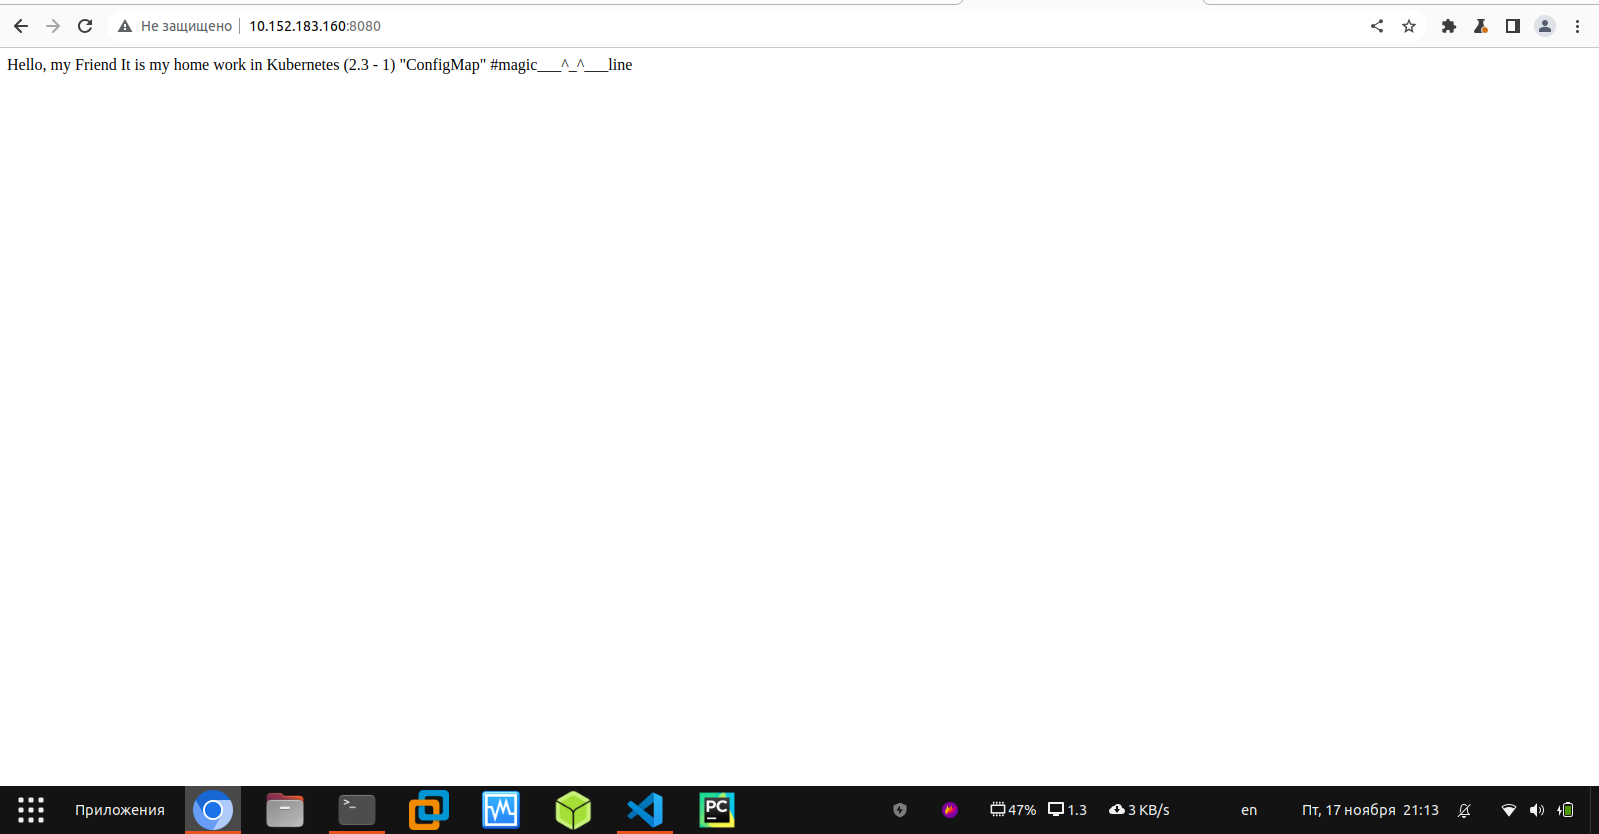 Не защищено
10.152.183.160:8080
Hello, my Friend It is my home work in Kubernetes (2.3 - 1) "ConfigMap" #magic___^_^___line
Приложения
>_
PC
47%
1.3
3 KB/s
en
Пт, 17 ноября 21:13